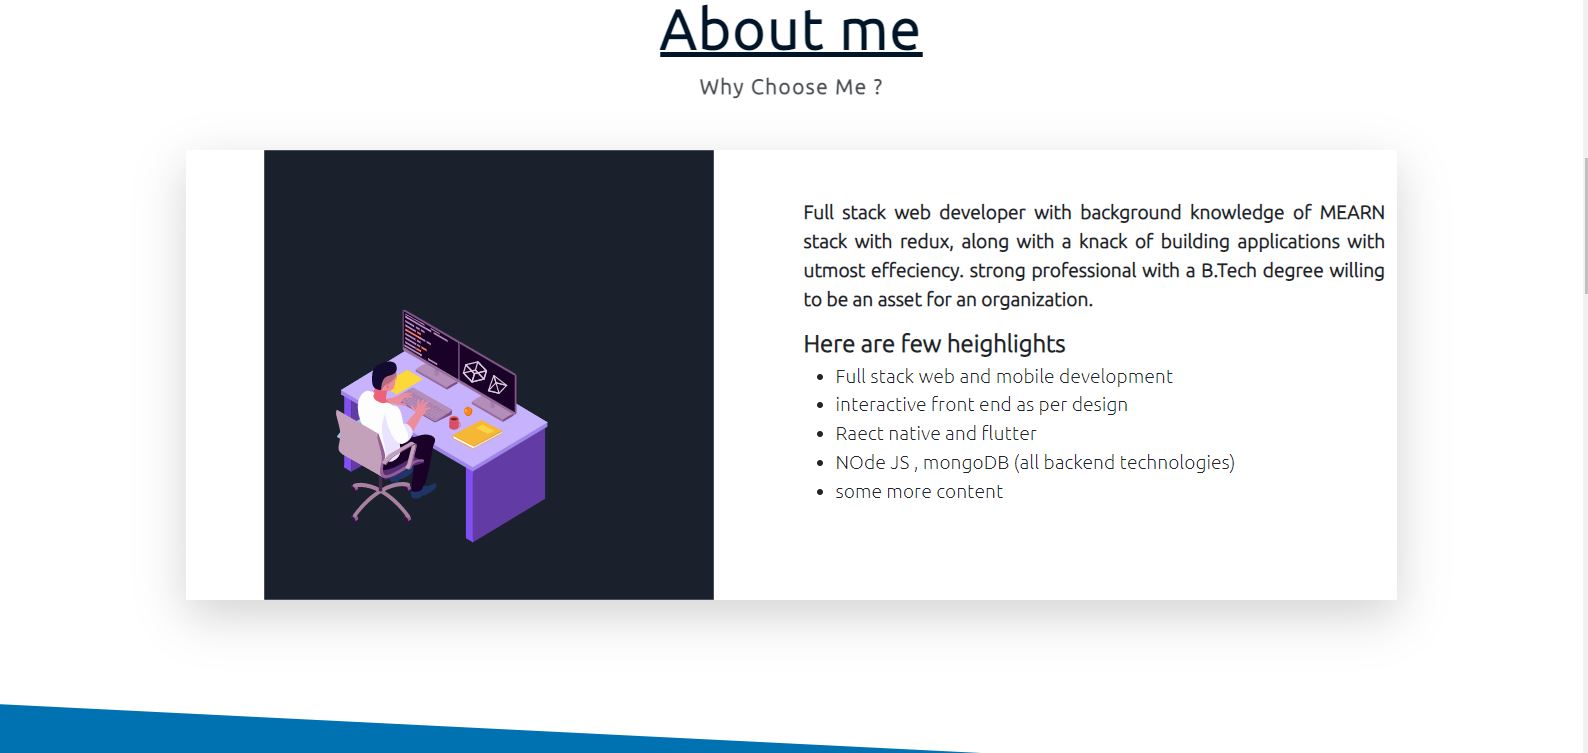 About me
Why Choose Me ?
Full stack web developer with background knowledge of MEARN
stack with redux, along with a knack of building applications with
utmost effeciency. strong professional with a B.Tech degree willing
to be an asset for an organization.
Here are few heighlights
Full stack web and mobile development
interactive front end as per design
Raect native and flutter
NOde JS , mongoDB (all backend technologies)
some more content